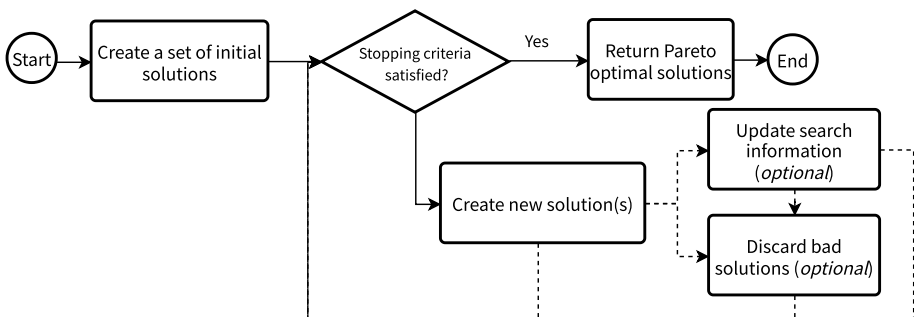 Start
Create a set of initial
solutions
Stopping criteria
satisfied?
Yes
Return Pareto
optimal solutions
End
Create new solution(s)
Update search
information
(optional)
Discard bad
solutions (optional)